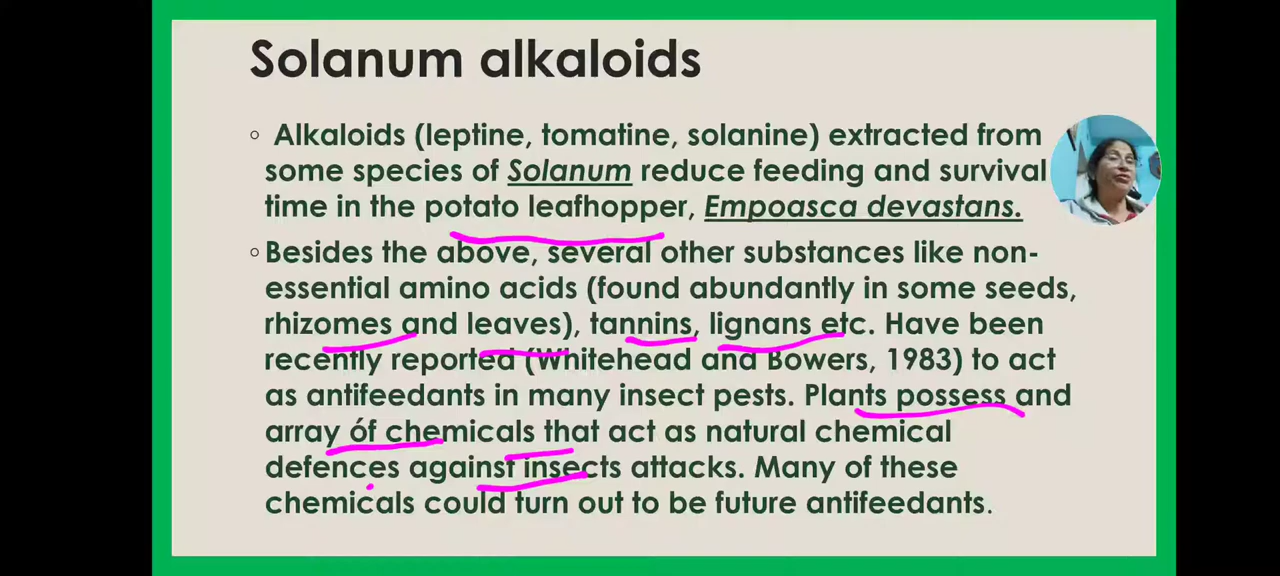 Solanum alkaloids
◦ Alkaloids (leptine, tomatine, solanine) extracted from
some species of Solanum reduce feeding and survival
time in the potato leafhopper, Empoasca devastans.
◦ Besides the above, several other substances like non-
essential amino acids (found abundantly in some seeds,
rhizomes and leaves), tannins, lignans etc. Have been
recently reported (Whitehead and Bowers, 1983) to act
as antifeedants in many insect pests. Plants possess and
array óf chemicals that act as natural chemical
defences against insects attacks. Many of these
chemicals could turn out to be future antifeedants.